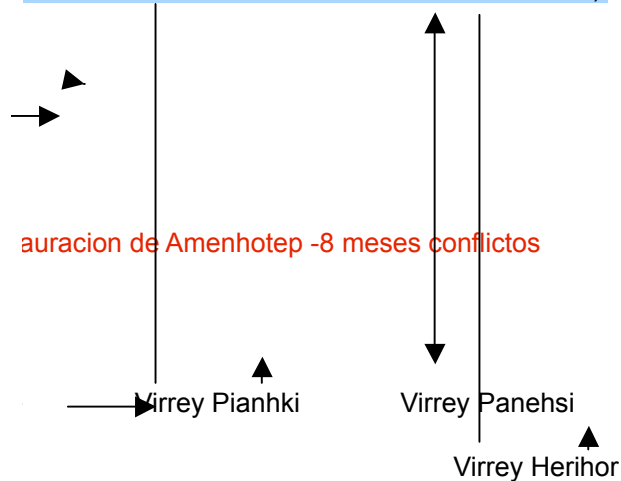 auracion de Amenhotep -8 meses conflictos
Virrey Pianhki Virrey Panehsi
Virrey Herihor